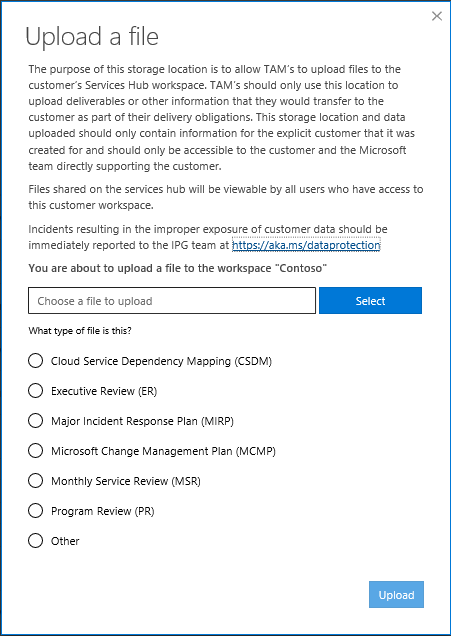 Upload a file
The purpose of this storage location is to allow TAM's to upload files to the
customer's Services Hub workspace. TAM's should only use this location to
upload deliverables or other information that they would transfer to the
customer as part of their delivery obligations. This storage location and data
uploaded should only contain information for the explicit customer that it was
created for and should only be accessible to the customer and the Microsoft
team directly supporting the customer.
Files shared on the services hub will be viewable by all users who have access to
this customer workspace.
Incidents resulting in the improper exposure of customer data should be
immediately reported to the IPG team at https://aka.ms/dataprotection
You are about to upload a file to the workspace "Contoso"
Choose a file to upload Select
What type of file is this?
Cloud Service Dependency Mapping (CSDM)
Executive Review (ER)
Major Incident Response Plan (MIRP)
Microsoft Change Management Plan (MCMP)
Monthly Service Review (MSR)
Program Review (PR)
Other
Upload